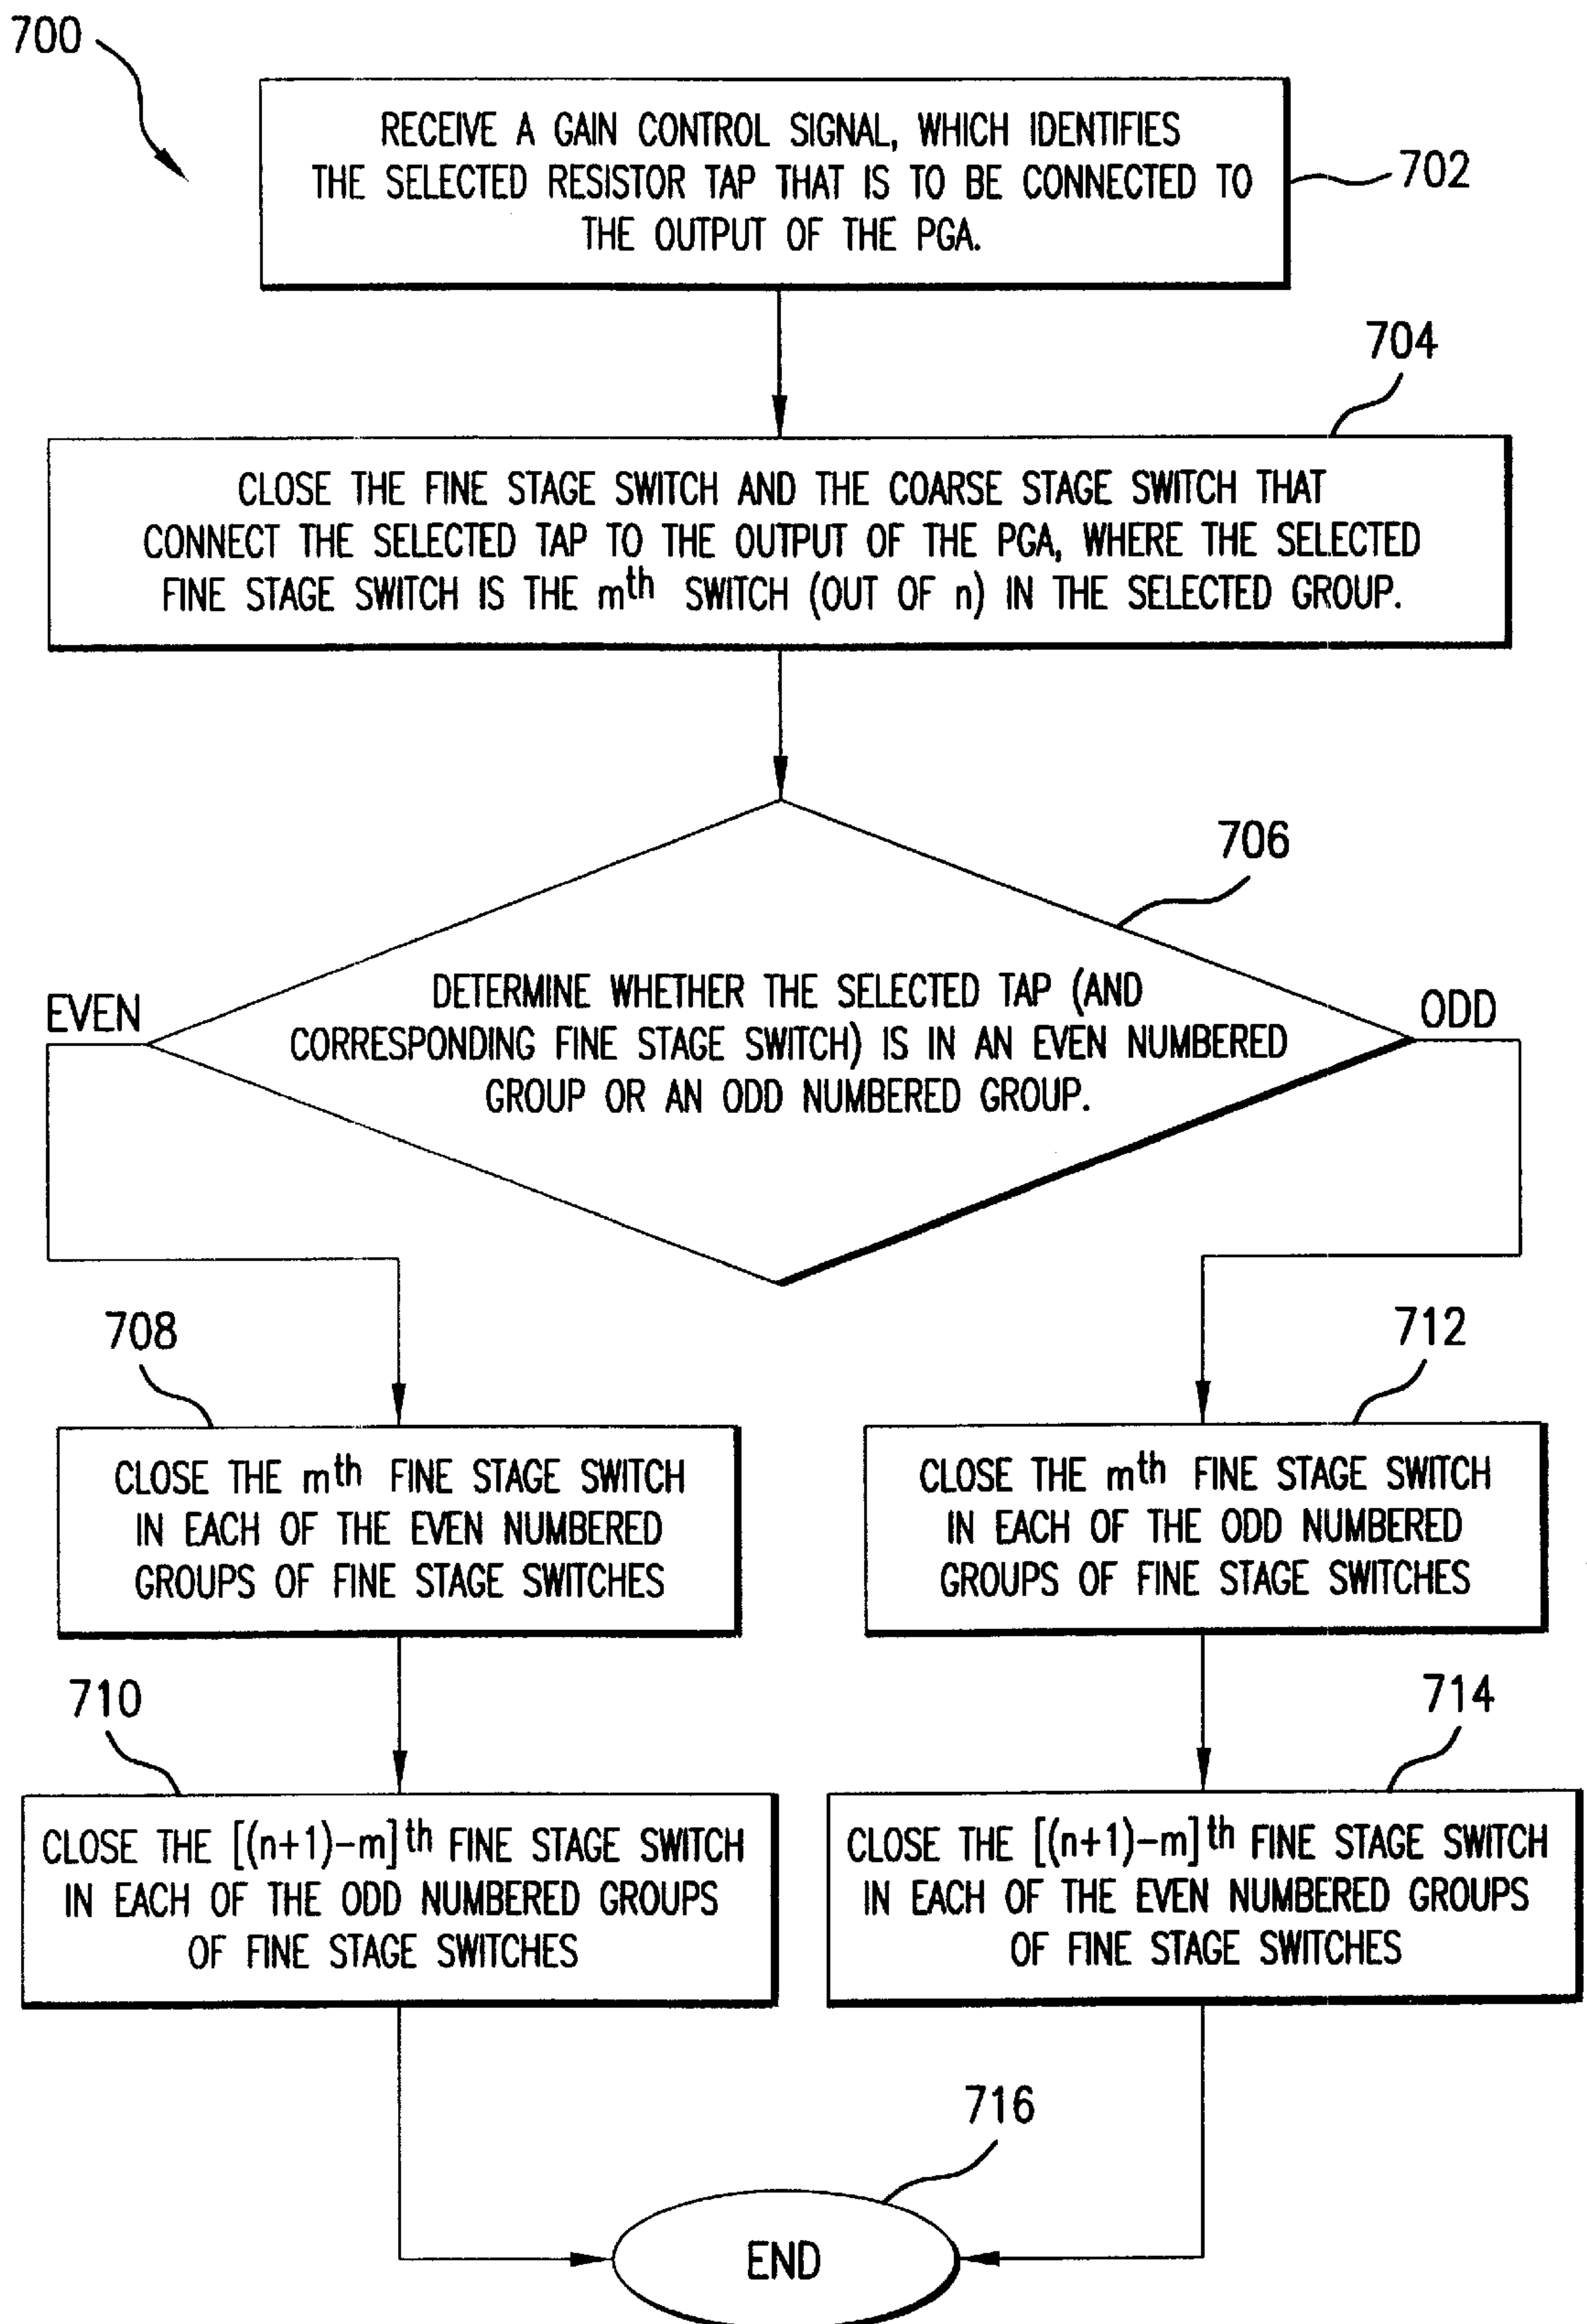 700
RECEIVE A GAIN CONTROL SIGNAL, WHICH IDENTIFIES
THE SELECTED RESISTOR TAP THAT IS TO BE CONNECTED TO
THE OUTPUT OF THE PGA.
702
704
CLOSE THE FINE STAGE SWITCH AND THE COARSE STAGE SWITCH THAT
CONNECT THE SELECTED TAP TO THE OUTPUT OF THE PGA, WHERE THE SELECTED
FINE STAGE SWITCH IS THE mth SWITCH (OUT OF n) IN THE SELECTED GROUP.
706
DETERMINE WHETHER THE SELECTED TAP (AND
CORRESPONDING FINE STAGE SWITCH) IS IN AN EVEN NUMBERED
GROUP OR AN ODD NUMBERED GROUP.
EVEN
ODD
708
CLOSE THE mth FINE STAGE SWITCH
IN EACH OF THE EVEN NUMBERED
GROUPS OF FINE STAGE SWITCHES
712
CLOSE THE mth FINE STAGE SWITCH
IN EACH OF THE ODD NUMBERED
GROUPS OF FINE STAGE SWITCHES
710
CLOSE THE [(n+1)-m]th FINE STAGE SWITCH
IN EACH OF THE ODD NUMBERED GROUPS
OF FINE STAGE SWITCHES
714
CLOSE THE [(n+1)-m]th FINE STAGE SWITCH
IN EACH OF THE EVEN NUMBERED GROUPS
OF FINE STAGE SWITCHES
716
END